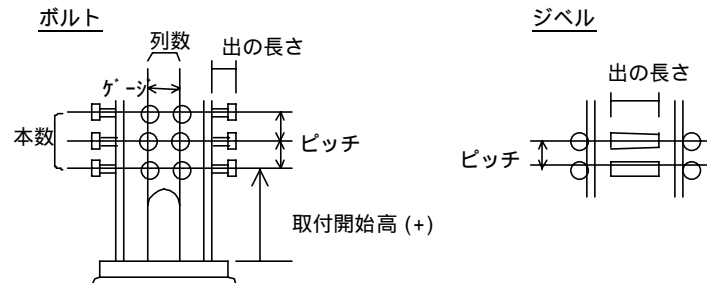 ボルト
列数
出の長さ
ｹﾞｰｼﾞ
本数
ピッチ
取付開始高 (+)
ジベル
出の長さ
ピッチ